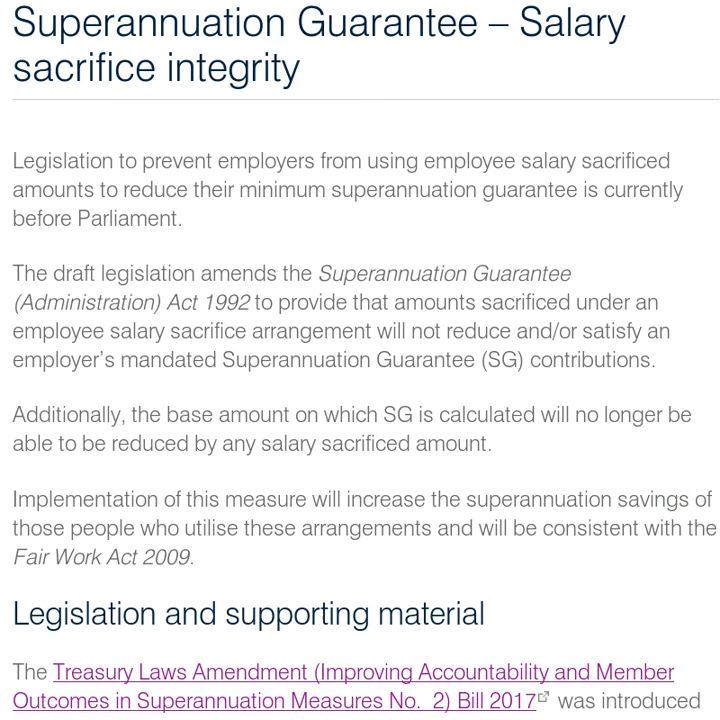 Superannuation Guarantee – Salary
sacrifice integrity
Legislation to prevent employers from using employee salary sacrificed
amounts to reduce their minimum superannuation guarantee is currently
before Parliament.
The draft legislation amends the Superannuation Guarantee
(Administration) Act 1992 to provide that amounts sacrificed under an
employee salary sacrifice arrangement will not reduce and/or satisfy an
employer’s mandated Superannuation Guarantee (SG) contributions.
Additionally, the base amount on which SG is calculated will no longer be
able to be reduced by any salary sacrificed amount.
Implementation of this measure will increase the superannuation savings of
those people who utilise these arrangements and will be consistent with the
Fair Work Act 2009.
Legislation and supporting material
The Treasury Laws Amendment (Improving Accountability and Member
Outcomes in Superannuation Measures No. 2) Bill 2017 was introduced